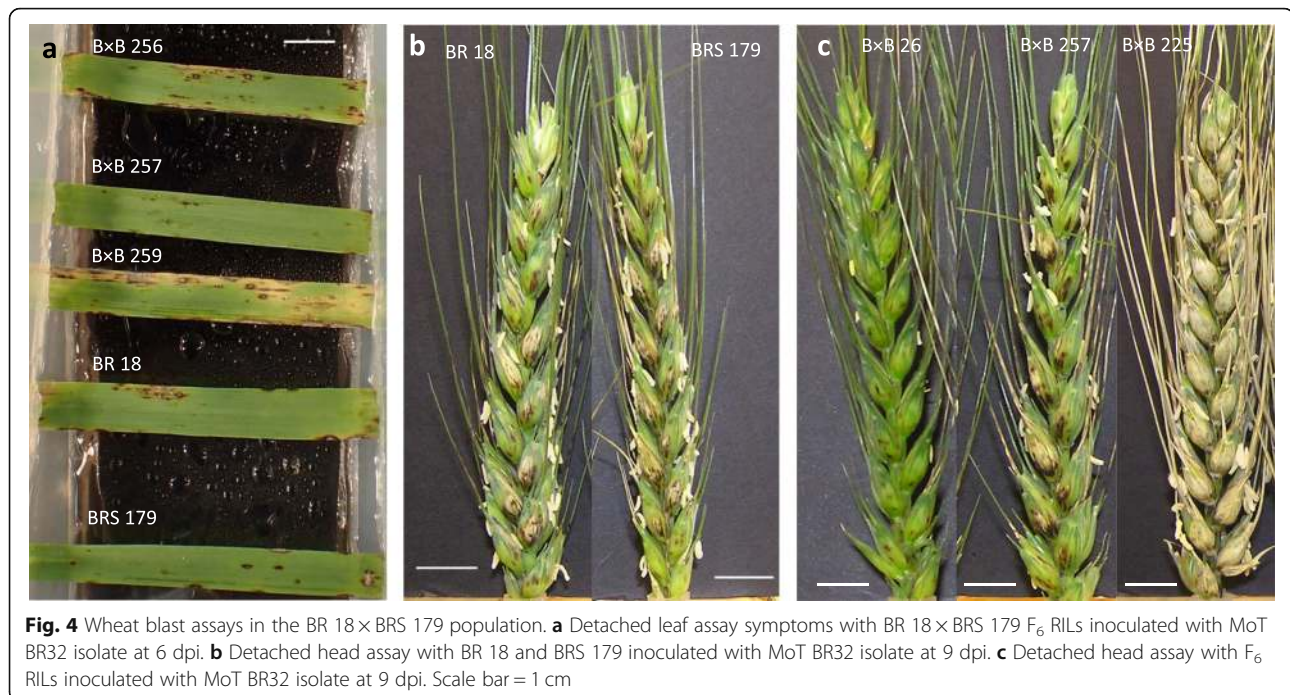 a
B×B 256
B×B 257
B×B 259
BR 18
BRS 179
b
BR 18
BRS 179
c
B×B 26
B×B 257
B×B 225
Fig. 4 Wheat blast assays in the BR 18 × BRS 179 population. a Detached leaf assay symptoms with BR 18 × BRS 179 F₆ RILs inoculated with MoT
BR32 isolate at 6 dpi. b Detached head assay with BR 18 and BRS 179 inoculated with MoT BR32 isolate at 9 dpi. c Detached head assay with F₆
RILs inoculated with MoT BR32 isolate at 9 dpi. Scale bar = 1 cm